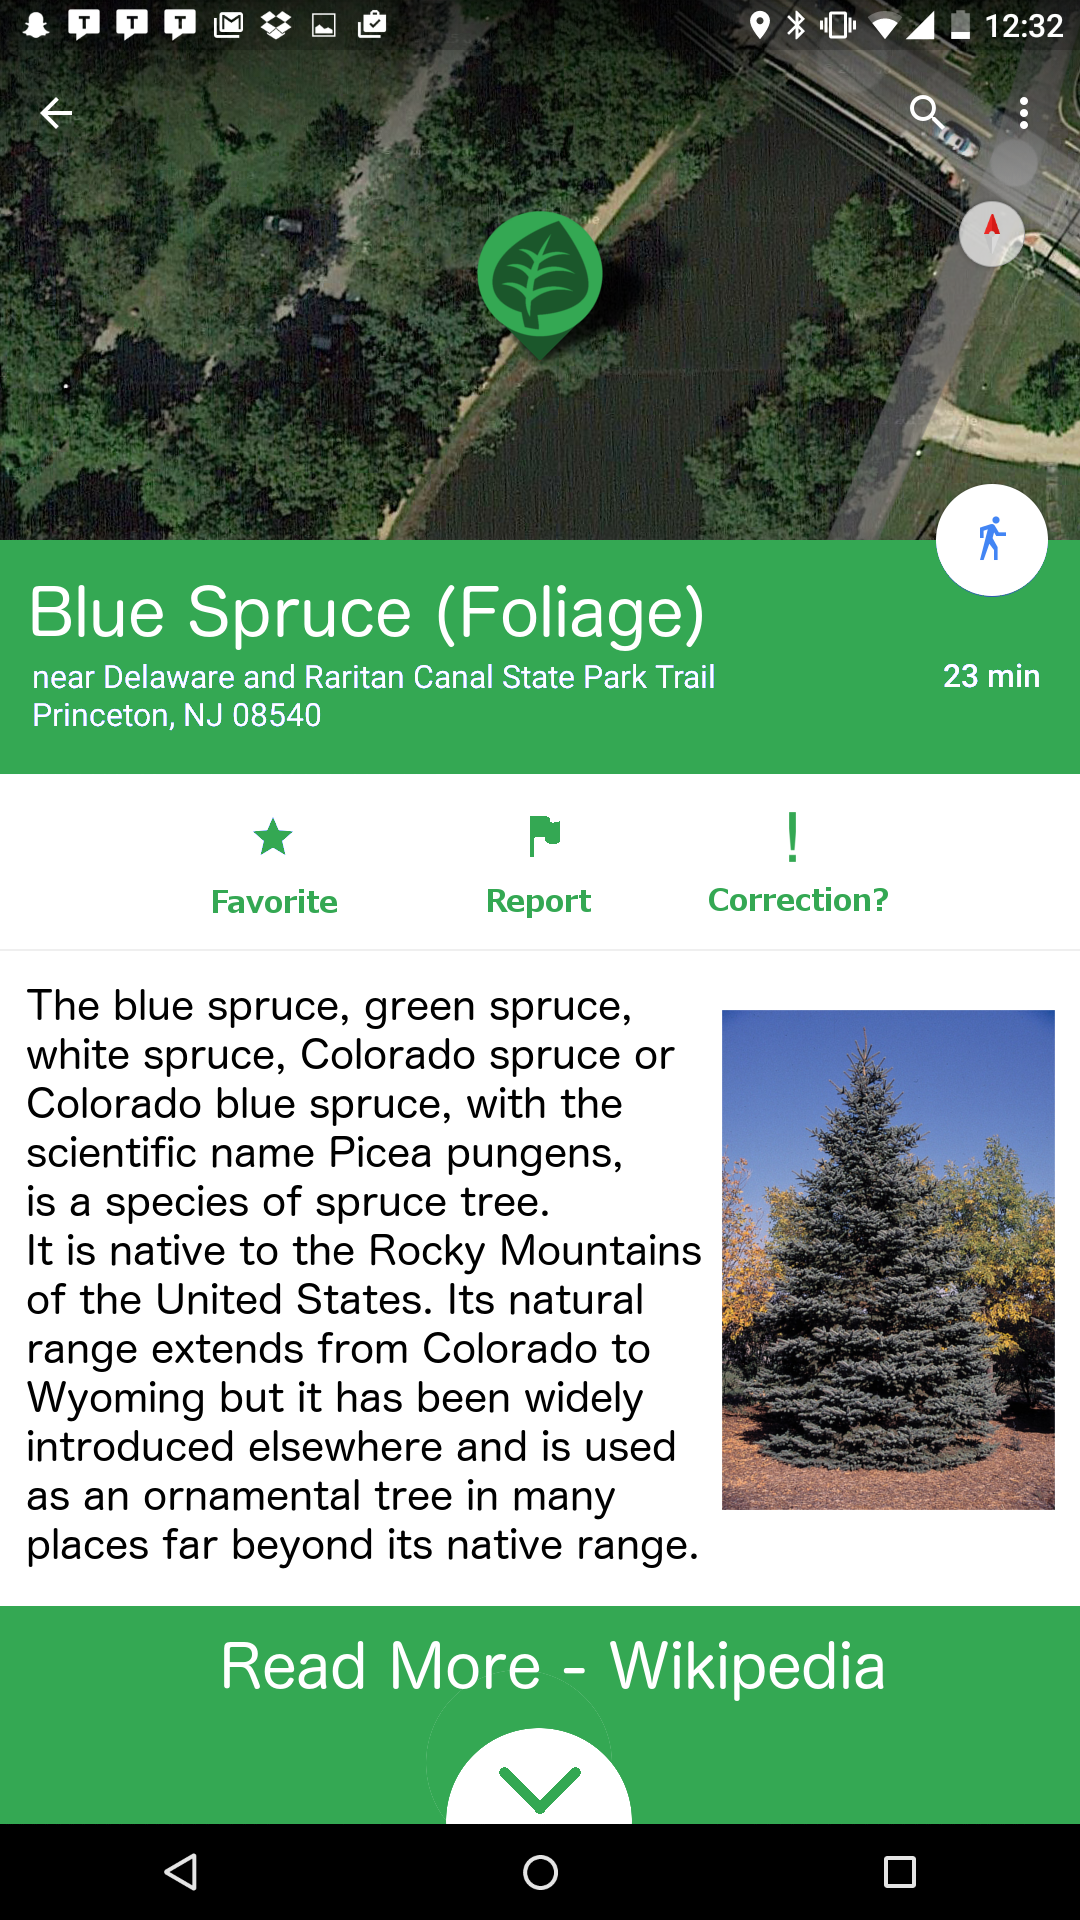 12:32
Blue Spruce (Foliage)
near Delaware and Raritan Canal State Park Trail
23 min
Princeton, NJ 08540
Favorite
Report
Correction?
The blue spruce, green spruce,
white spruce, Colorado spruce or
Colorado blue spruce, with the
scientific name Picea pungens,
is a species of spruce tree.
It is native to the Rocky Mountains
of the United States. Its natural
range extends from Colorado to
Wyoming but it has been widely
introduced elsewhere and is used
as an ornamental tree in many
places far beyond its native range.
Read More - Wikipedia